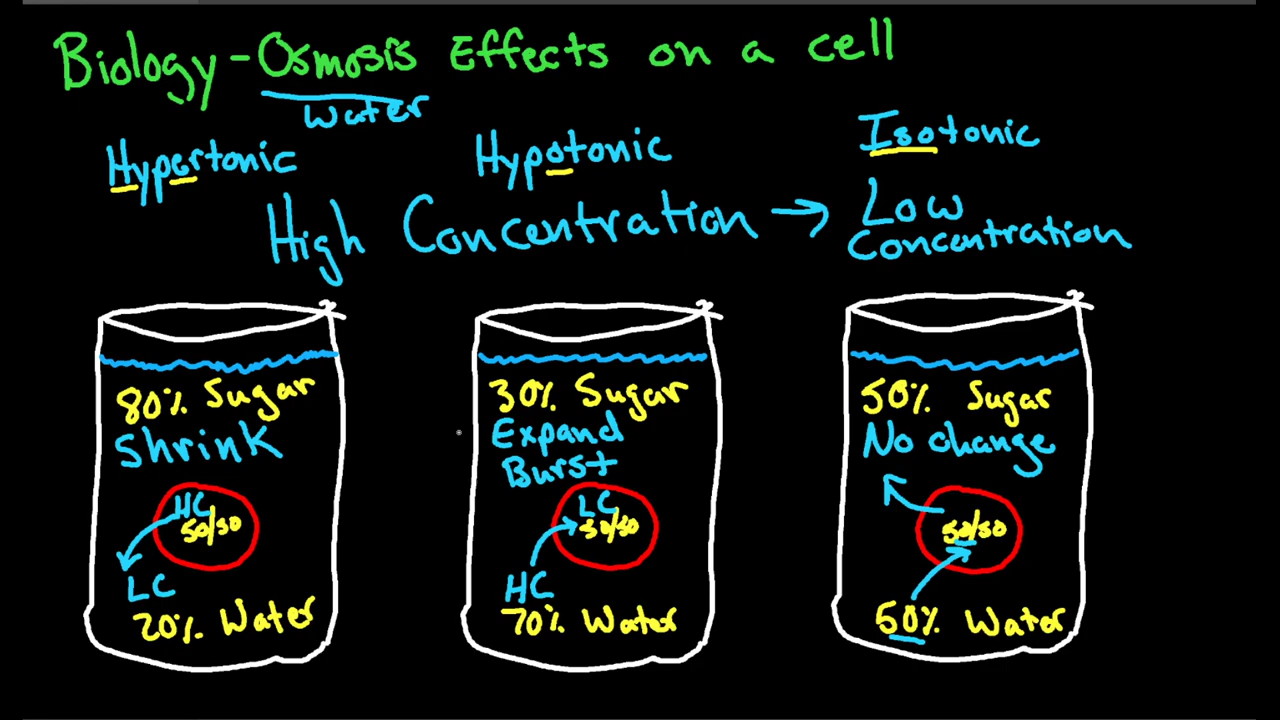 Biology - Osmosis Effects on a cell
Water
Hypertonic
Hypotonic
Isotonic
High Concentration → Low Concentration
80% Sugar
Shrink
HC
50/50
LC
20% Water
30% Sugar
Expand
Burst
LC
50/50
HC
70% Water
50% Sugar
No change
50/50
50% Water